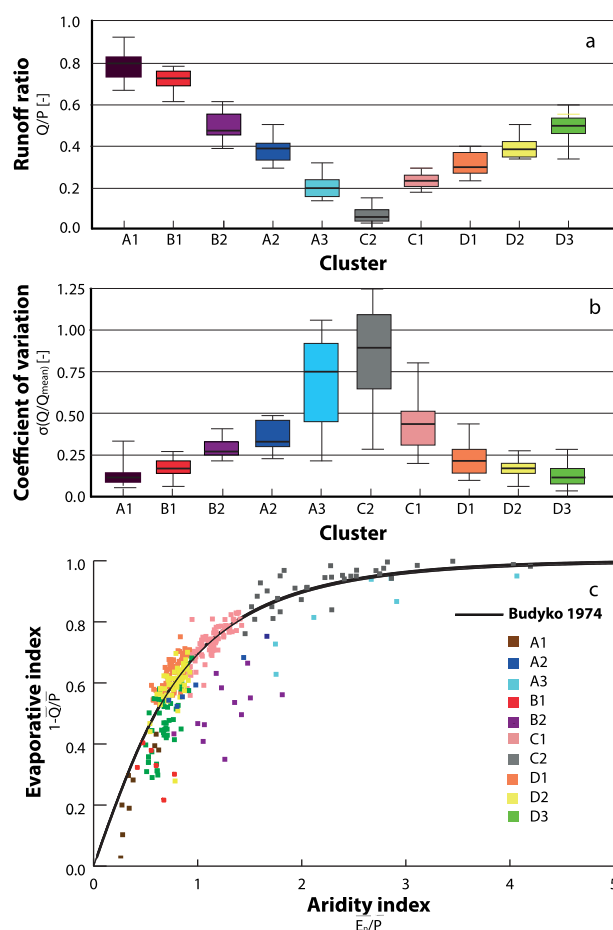 a
1.0
0.8
0.6
0.4
0.2
0.0
Runoff ratio
Q/P [-]
A1 B1 B2 A2 A3 C2 C1 D1 D2 D3
Cluster
b
1.25
1.00
0.75
0.50
0.25
0.0
Coefficient of variation
σ(Q/Qmean) [-]
A1 B1 B2 A2 A3 C2 C1 D1 D2 D3
Cluster
c
1.0
0.8
0.6
0.4
0.2
0.0
Evaporative index
1-Q̅/P̅
Budyko 1974
A1
A2
A3
B1
B2
C1
C2
D1
D2
D3
0 1 2 3 4 5
Aridity index
E̅p/P̅